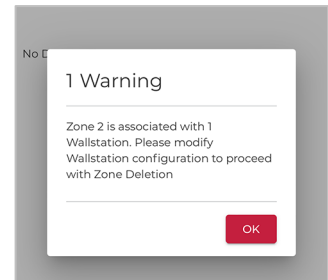 No D
1 Warning
Zone 2 is associated with 1
Wallstation. Please modify
Wallstation configuration to proceed
with Zone Deletion
OK